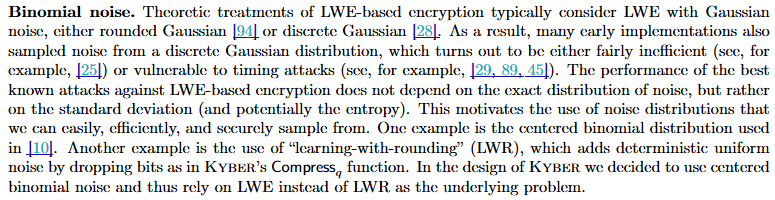 Binomial noise. Theoretic treatments of LWE-based encryption typically consider LWE with Gaussian
noise, either rounded Gaussian [94] or discrete Gaussian [28]. As a result, many early implementations also
sampled noise from a discrete Gaussian distribution, which turns out to be either fairly inefficient (see, for
example, [25]) or vulnerable to timing attacks (see, for example, [29, 89, 45]). The performance of the best
known attacks against LWE-based encryption does not depend on the exact distribution of noise, but rather
on the standard deviation (and potentially the entropy). This motivates the use of noise distributions that
we can easily, efficiently, and securely sample from. One example is the centered binomial distribution used
in [10]. Another example is the use of “learning-with-rounding” (LWR), which adds deterministic uniform
noise by dropping bits as in KYBER’s Compress_q function. In the design of KYBER we decided to use centered
binomial noise and thus rely on LWE instead of LWR as the underlying problem.